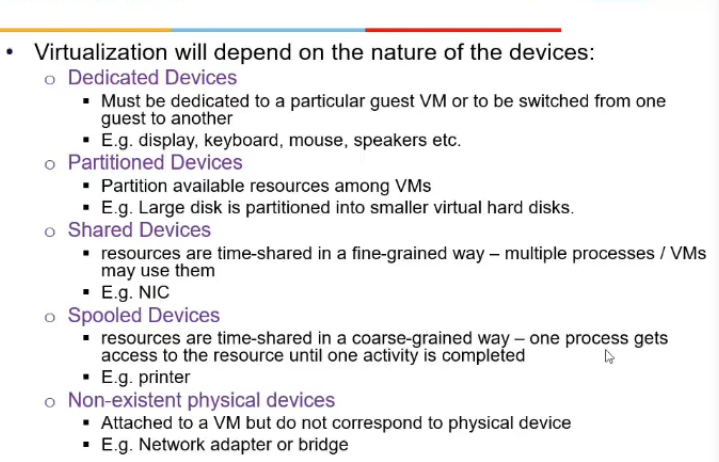 • Virtualization will depend on the nature of the devices:
o Dedicated Devices
▪ Must be dedicated to a particular guest VM or to be switched from one
guest to another
▪ E.g. display, keyboard, mouse, speakers etc.
o Partitioned Devices
▪ Partition available resources among VMs
▪ E.g. Large disk is partitioned into smaller virtual hard disks.
o Shared Devices
▪ resources are time-shared in a fine-grained way – multiple processes / VMs
may use them
▪ E.g. NIC
o Spooled Devices
▪ resources are time-shared in a coarse-grained way – one process gets
access to the resource until one activity is completed
▪ E.g. printer
o Non-existent physical devices
▪ Attached to a VM but do not correspond to physical device
▪ E.g. Network adapter or bridge